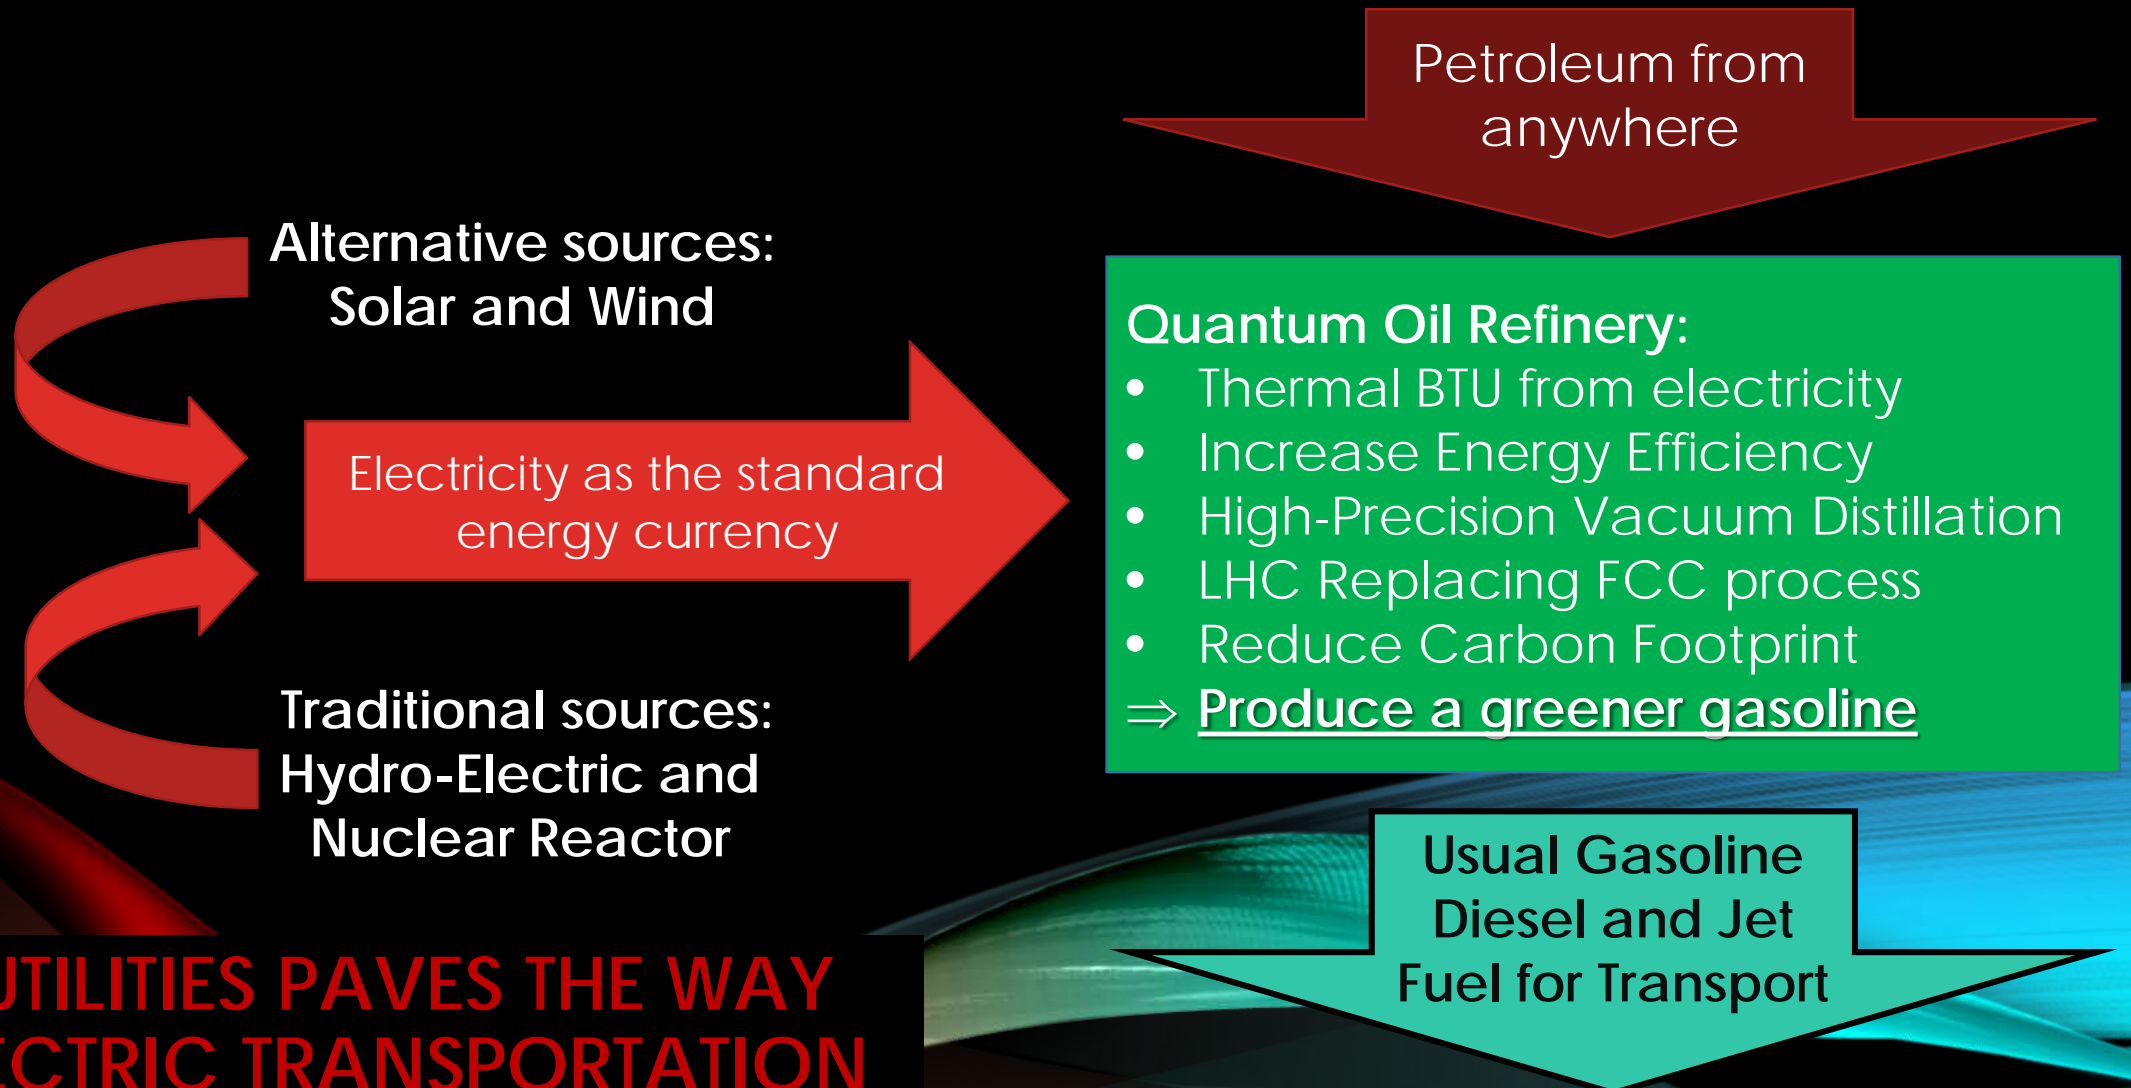 Petroleum from
anywhere
Alternative sources:
Solar and Wind
Electricity as the standard
energy currency
Traditional sources:
Hydro-Electric and
Nuclear Reactor
Quantum Oil Refinery:
• Thermal BTU from electricity
• Increase Energy Efficiency
• High-Precision Vacuum Distillation
• LHC Replacing FCC process
• Reduce Carbon Footprint
⇒ Produce a greener gasoline
Usual Gasoline
Diesel and Jet
Fuel for Transport
UTILITIES PAVES THE WAY
TRANSPORTATION